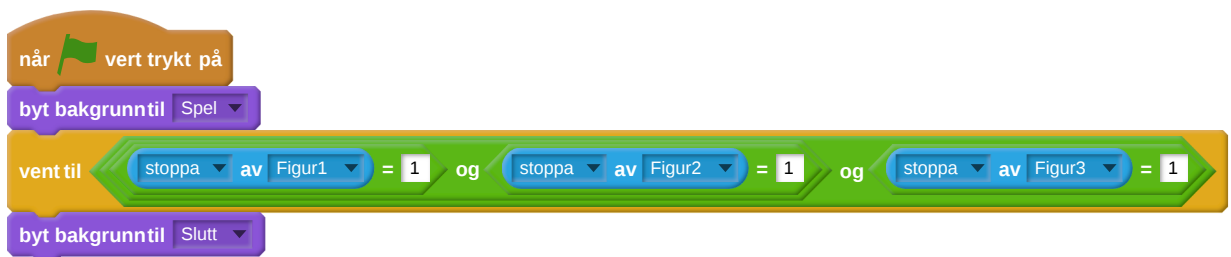 når vert trykt på
byt bakgrunn til Spel
vent til stoppa av Figur1 = 1 og stoppa av Figur2 = 1 og stoppa av Figur3 = 1
byt bakgrunn til Slutt